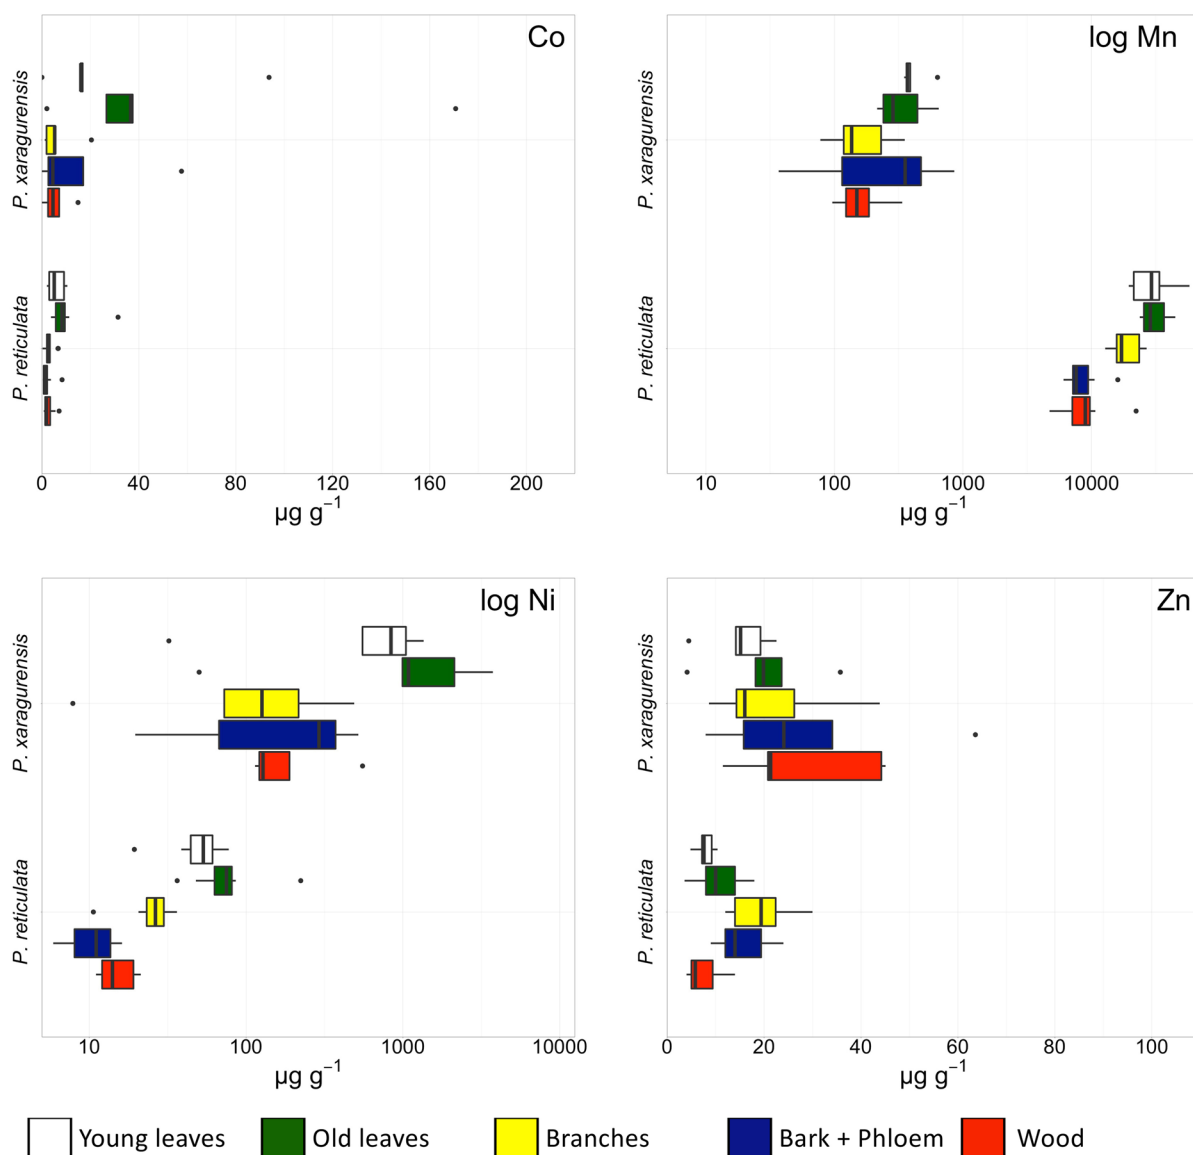 Co
P. xaragurensis
P. reticulata
0 40 80 120 160 200
µg g⁻¹
log Mn
P. xaragurensis
P. reticulata
10 100 1000 10000
µg g⁻¹
log Ni
P. xaragurensis
P. reticulata
10 100 1000 10000
µg g⁻¹
Zn
P. xaragurensis
P. reticulata
0 20 40 60 80 100
µg g⁻¹
Young leaves Old leaves Branches Bark + Phloem Wood